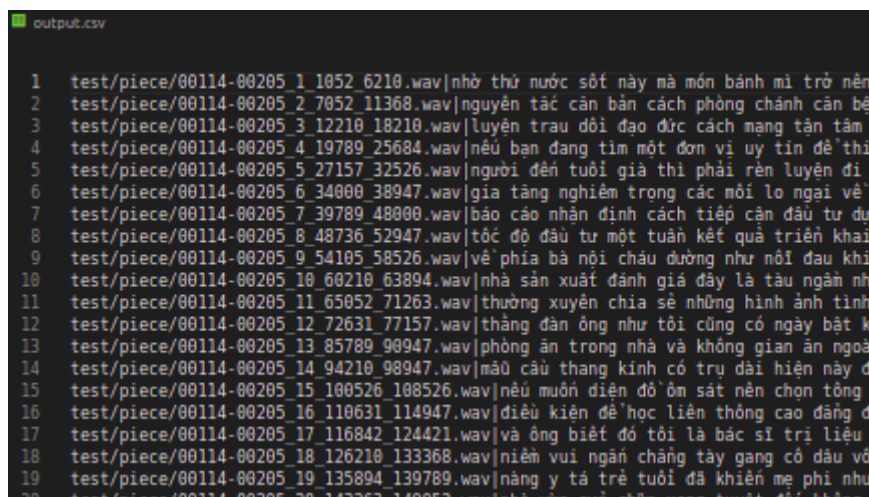 output.csv
1 test/piece/00114-00205_1_1052_6210.wav|nhờ thứ nước sốt này mà món bánh mì trở nên
2 test/piece/00114-00205_2_7052_11368.wav|nguyên tắc căn bản cách phòng chánh căn bệ
3 test/piece/00114-00205_3_12210_18210.wav|luyện trau dồi đạo đức cách mạng tận tâm
4 test/piece/00114-00205_4_19789_25684.wav|nếu bạn đang tìm một đơn vị uy tín để thi
5 test/piece/00114-00205_5_27157_32526.wav|người đến tuổi già thì phải rèn luyện đi
6 test/piece/00114-00205_6_34000_38947.wav|gia tăng nghiêm trọng các mối lo ngại về
7 test/piece/00114-00205_7_39789_48000.wav|báo cáo nhận định cách tiếp cận đầu tư dự
8 test/piece/00114-00205_8_48736_52947.wav|tốc độ đầu tư một tuần kết quả triển khai
9 test/piece/00114-00205_9_54105_58526.wav|về phía bà nội cháu dường như nỗi đau khi
10 test/piece/00114-00205_10_60210_63894.wav|nhà sản xuất đánh giá đây là tàu ngầm nh
11 test/piece/00114-00205_11_65052_71263.wav|thường xuyên chia sẻ những hình ảnh tình
12 test/piece/00114-00205_12_72631_77157.wav|thằng đàn ông như tôi cũng có ngày bật k
13 test/piece/00114-00205_13_85789_90947.wav|phòng ăn trong nhà và không gian ăn ngoà
14 test/piece/00114-00205_14_94210_98947.wav|mẫu cầu thang kính có trụ dài hiện này đ
15 test/piece/00114-00205_15_100526_108526.wav|nếu muốn diện đồ ôm sát nên chọn tông
16 test/piece/00114-00205_16_110631_114947.wav|điều kiện để học liên thông cao đẳng đ
17 test/piece/00114-00205_17_116842_124421.wav|và ông biết đó tôi là bác sĩ trị liệu
18 test/piece/00114-00205_18_126210_133368.wav|niềm vui ngắn chẳng tày gang cô dâu vô
19 test/piece/00114-00205_19_135894_139789.wav|nàng y tá trẻ tuổi đã khiến mẹ phi như